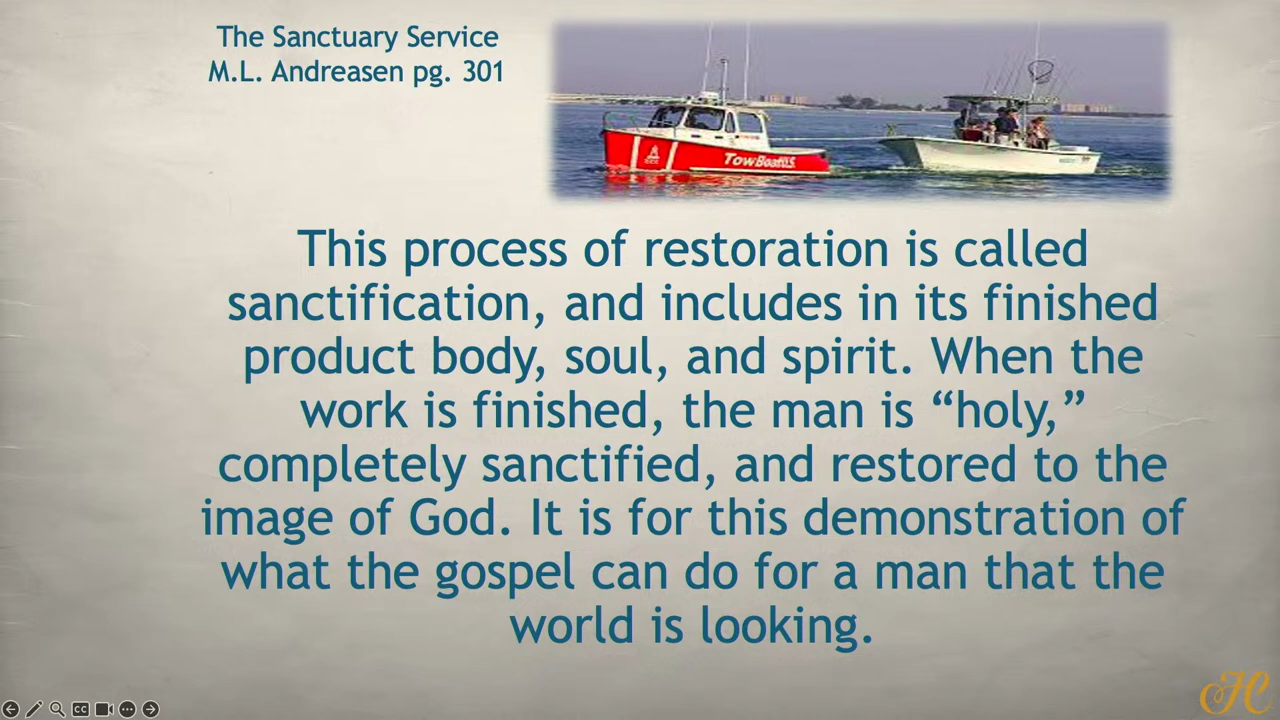 The Sanctuary Service
M.L. Andreasen pg. 301
TowBoatUS
This process of restoration is called
sanctification, and includes in its finished
product body, soul, and spirit. When the
work is finished, the man is “holy,”
completely sanctified, and restored to the
image of God. It is for this demonstration of
what the gospel can do for a man that the
world is looking.
CC